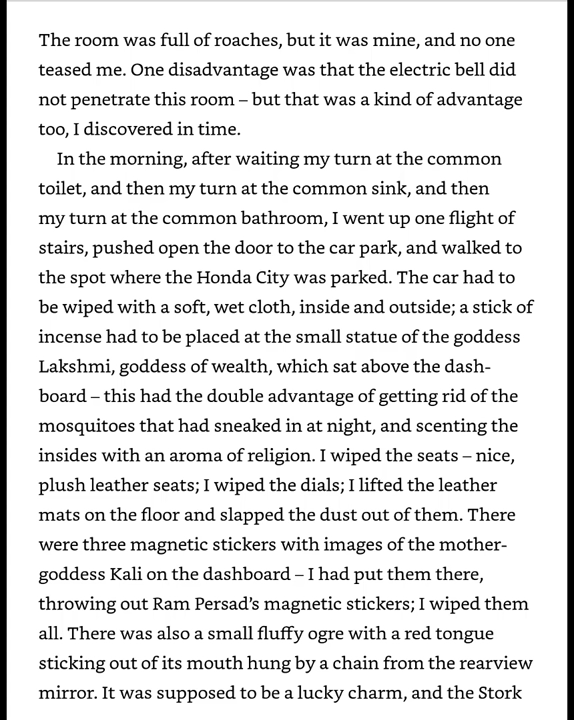 The room was full of roaches, but it was mine, and no one
teased me. One disadvantage was that the electric bell did
not penetrate this room – but that was a kind of advantage
too, I discovered in time.
In the morning, after waiting my turn at the common
toilet, and then my turn at the common sink, and then
my turn at the common bathroom, I went up one flight of
stairs, pushed open the door to the car park, and walked to
the spot where the Honda City was parked. The car had to
be wiped with a soft, wet cloth, inside and outside; a stick of
incense had to be placed at the small statue of the goddess
Lakshmi, goddess of wealth, which sat above the dash-
board – this had the double advantage of getting rid of the
mosquitoes that had sneaked in at night, and scenting the
insides with an aroma of religion. I wiped the seats – nice,
plush leather seats; I wiped the dials; I lifted the leather
mats on the floor and slapped the dust out of them. There
were three magnetic stickers with images of the mother-
goddess Kali on the dashboard – I had put them there,
throwing out Ram Persad’s magnetic stickers; I wiped them
all. There was also a small fluffy ogre with a red tongue
sticking out of its mouth hung by a chain from the rearview
mirror. It was supposed to be a lucky charm, and the Stork